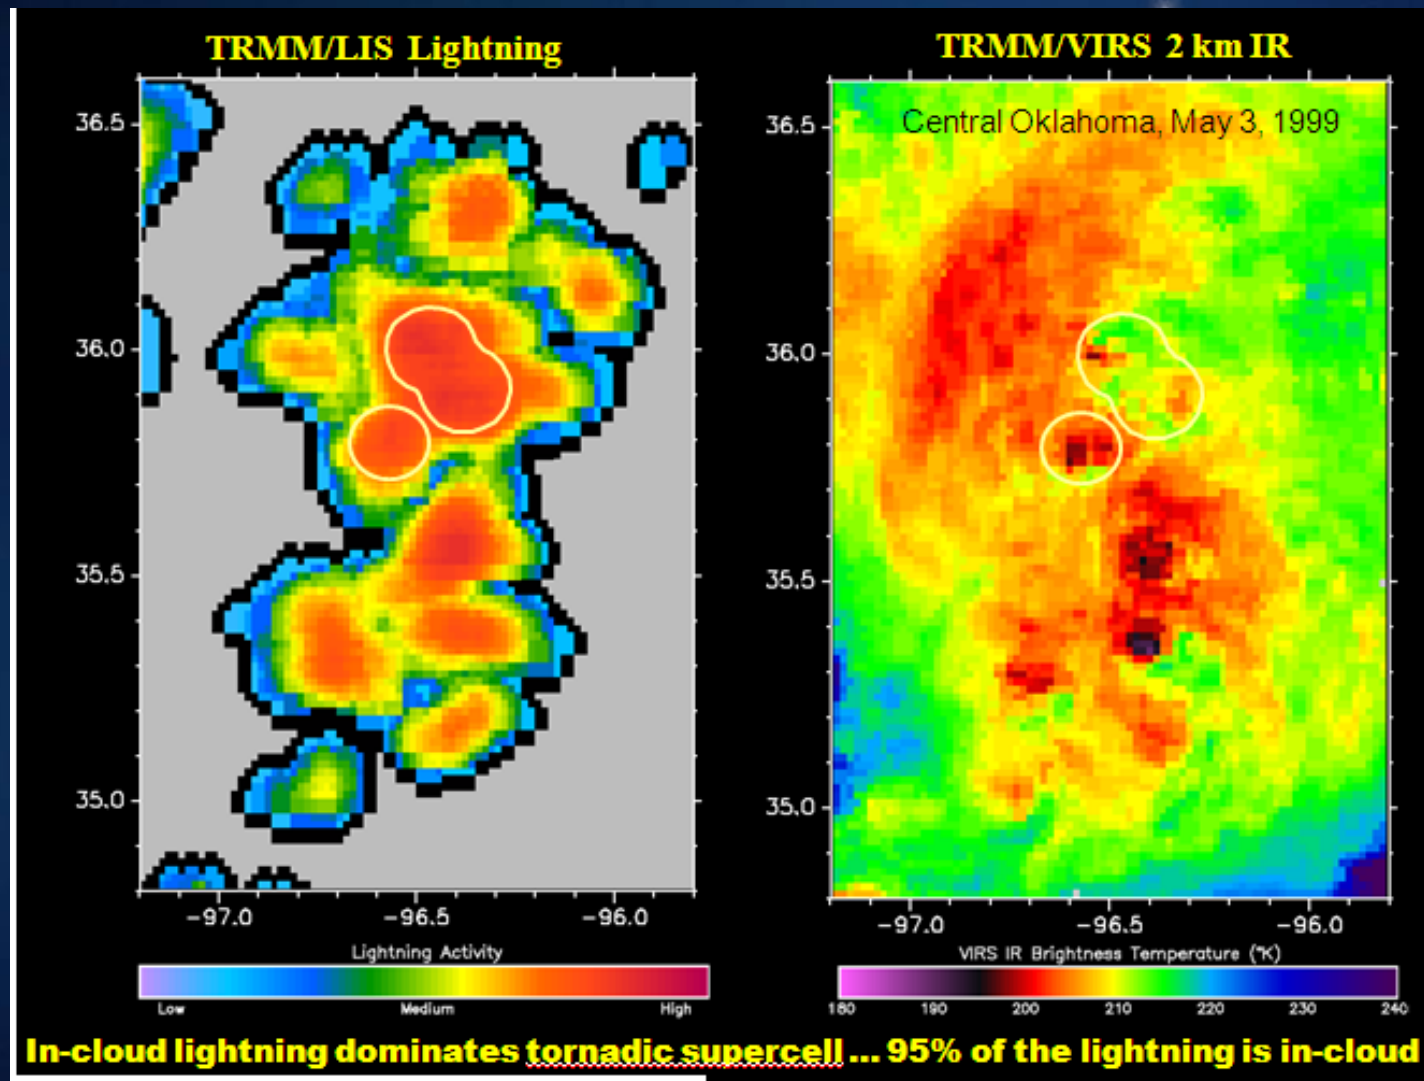 TRMM/LIS Lightning
36.5
36.0
35.5
35.0
−97.0 −96.5 −96.0
Lightning Activity
Low Medium High
TRMM/VIRS 2 km IR
Central Oklahoma, May 3, 1999
36.5
36.0
35.5
35.0
−97.0 −96.5 −96.0
VIRS IR Brightness Temperature (°K)
180 190 200 210 220 230 240
In-cloud lightning dominates tornadic supercell ... 95% of the lightning is in-cloud